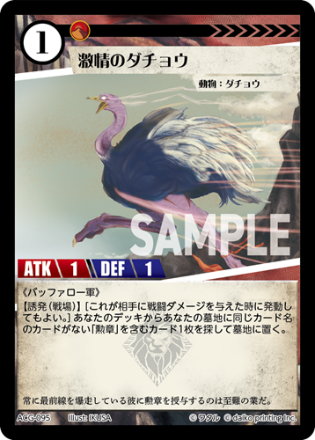 1
激情のダチョウ
動物：ダチョウ
SAMPLE
ATK 1 DEF 1
〈バッファロー軍〉
【誘発（戦場）】［これが相手に戦闘ダメージを与えた時に発動し
てもよい。］あなたのデッキからあなたの墓地に同じカード名
のカードがない「勲章」を含むカード1枚を探して墓地に置く。
常に最前線を爆走している彼に勲章を授与するのは至難の業だ。
ACG-095 Illust: IXUSA © ワタル © daiko printing inc.